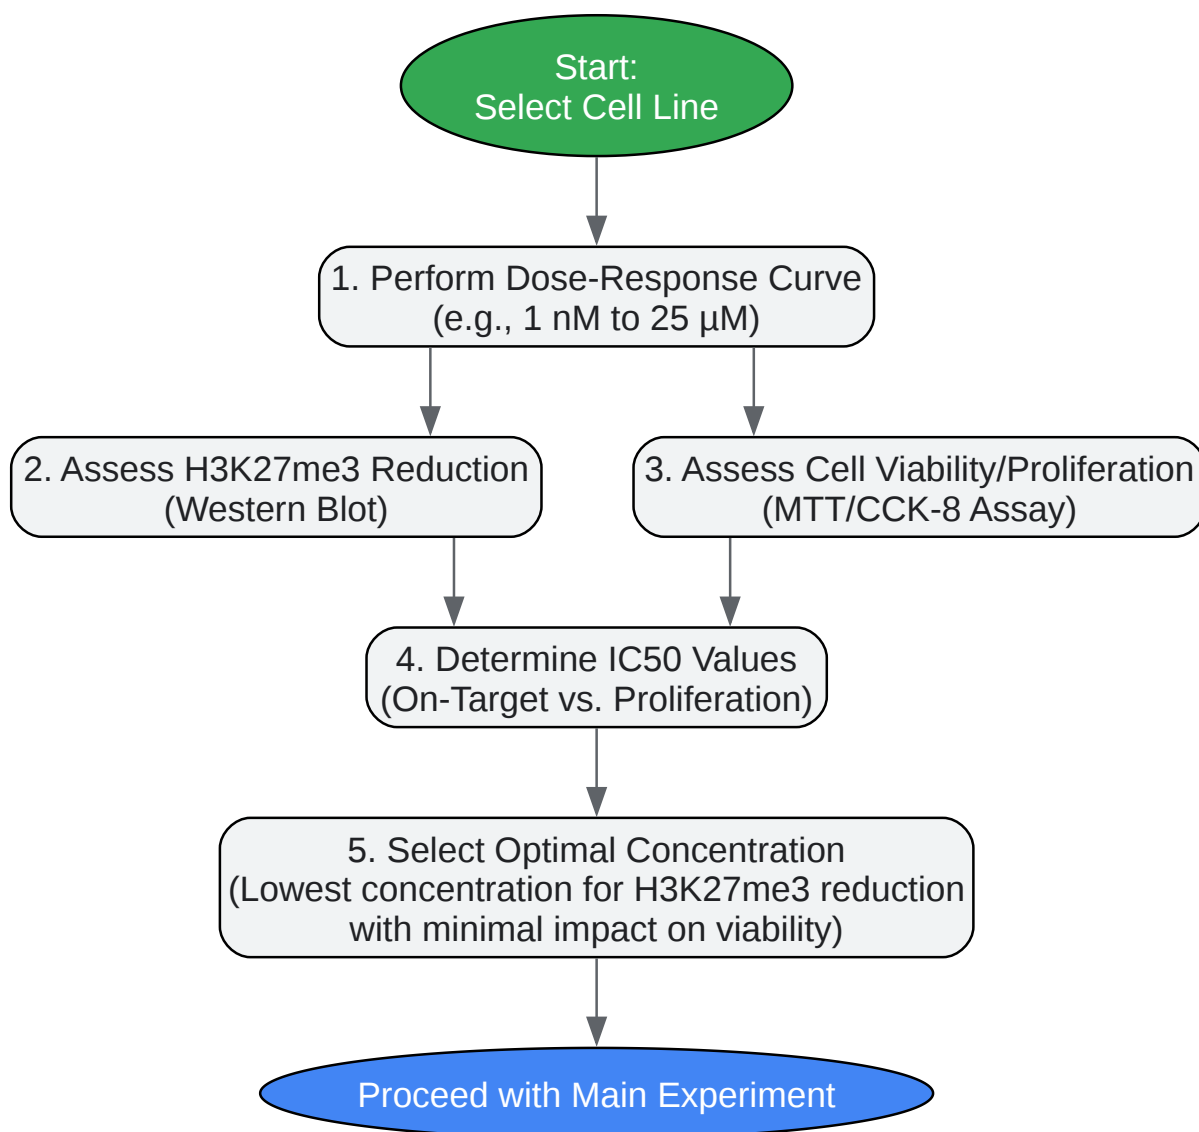 Start:
Select Cell Line
1. Perform Dose-Response Curve
(e.g., 1 nM to 25 µM)
2. Assess H3K27me3 Reduction
(Western Blot)
3. Assess Cell Viability/Proliferation
(MTT/CCK-8 Assay)
4. Determine IC50 Values
(On-Target vs. Proliferation)
5. Select Optimal Concentration
(Lowest concentration for H3K27me3 reduction
with minimal impact on viability)
Proceed with Main Experiment